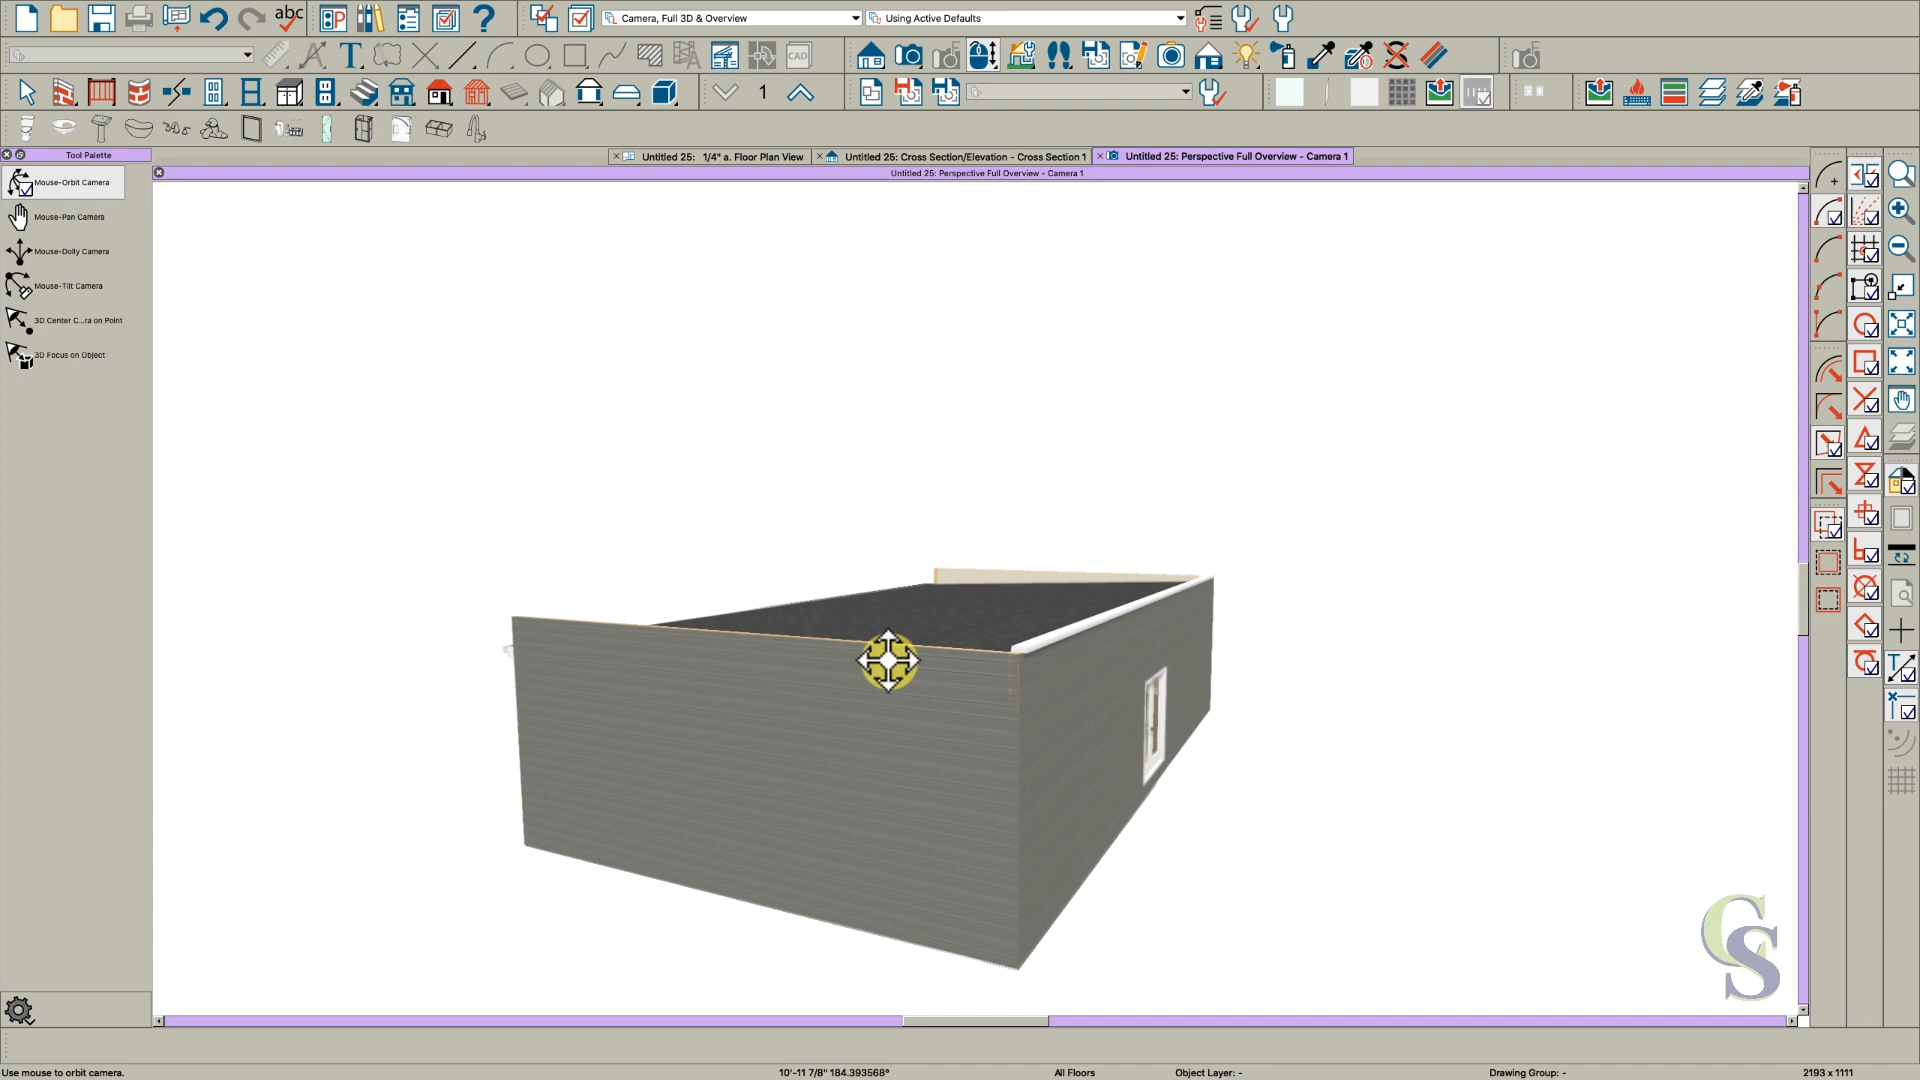 abc
Camera, Full 3D & Overview
Using Active Defaults
T
CAD
1
Tool Palette
Untitled 25: 1/4" a. Floor Plan View
Untitled 25: Cross Section/Elevation - Cross Section 1
Untitled 25: Perspective Full Overview - Camera 1
Untitled 25: Perspective Full Overview - Camera 1
Mouse-Orbit Camera
Mouse-Pan Camera
Mouse-Dolly Camera
Mouse-Tilt Camera
3D Center C...ra on Point
3D Focus on Object
CS
Use mouse to orbit camera.
10'-11 7/8" 184.393568°
All Floors
Object Layer: -
Drawing Group: -
2193 x 1111